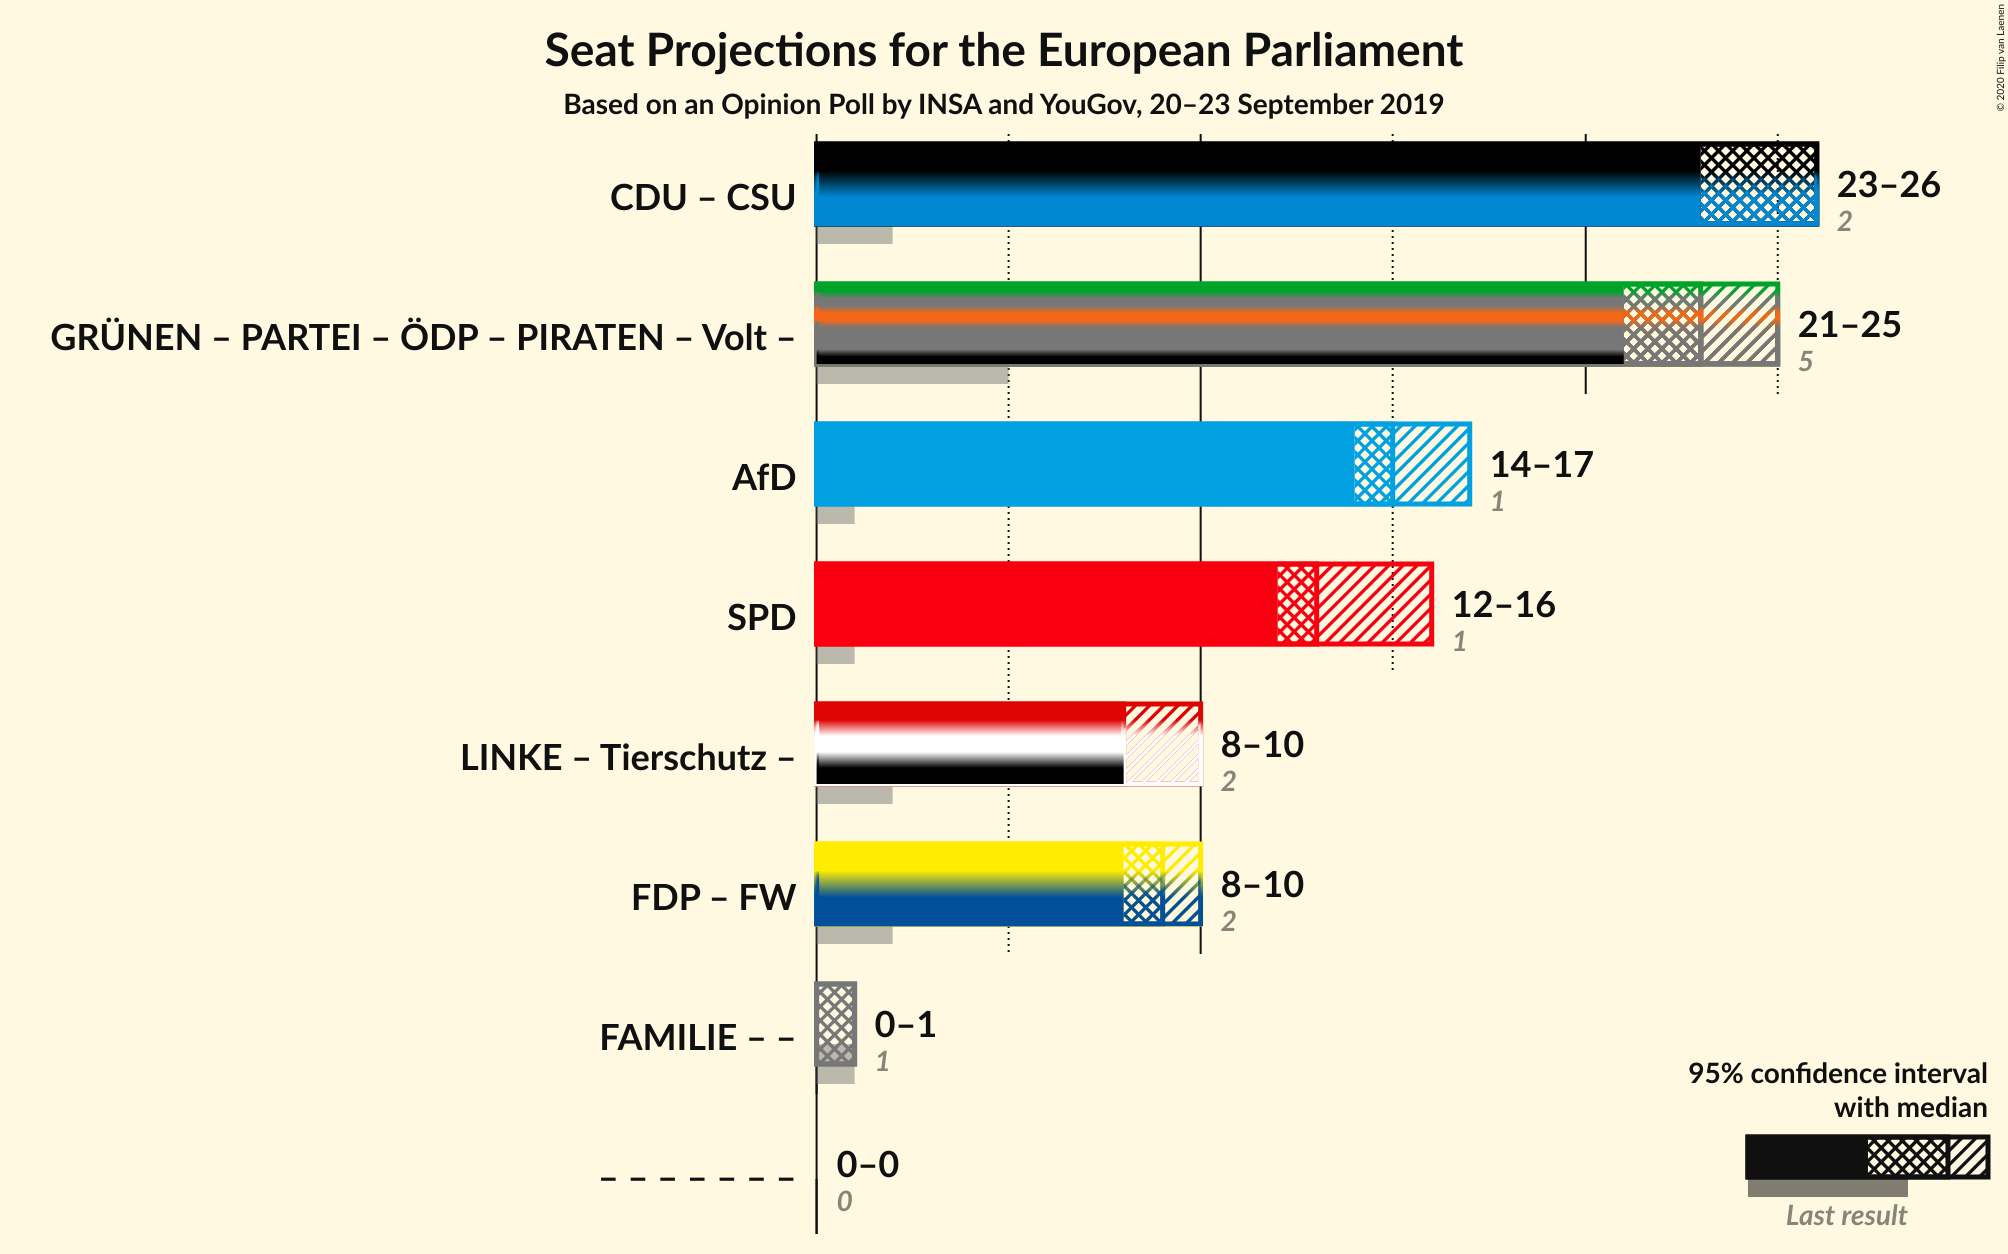 Seat Projections for the European Parliament
Based on an Opinion Poll by INSA and YouGov, 20–23 September 2019
© 2020 Filip van Laenen
CDU – CSU
23–26
2
GRÜNEN – PARTEI – ÖDP – PIRATEN – Volt –
21–25
5
AfD
14–17
1
SPD
12–16
1
LINKE – Tierschutz –
8–10
2
FDP – FW
8–10
2
FAMILIE – –
0–1
1
– – – – – – –
0–0
0
95% confidence interval
with median
Last result